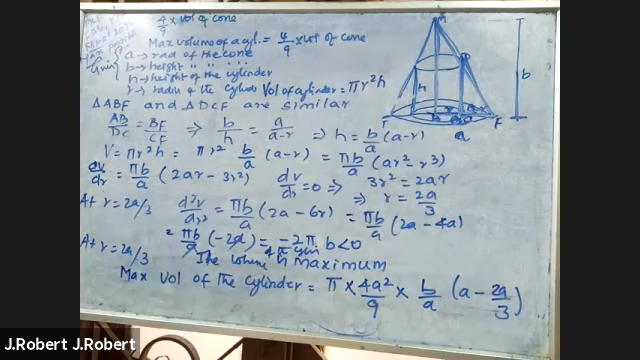 4/9 × vol of cone
Max volume of a cyl. = 4/9 × vol of cone
a → rad of the cone
b → height " " " "
h → height of the cylinder
r → radius of the cylinder Vol of cylinder = πr²h
△ABF and △DCF are similar
AB/DC = BF/CF ⇒ b/h = a/(a-r) ⇒ h = b/a (a-r)
V = πr²h = πr² b/a (a-r) = πb/a (ar² - r³)
dv/dr = πb/a (2ar - 3r²) dv/dr = 0 ⇒ 3r² = 2ar
⇒ r = 2a/3
At r = 2a/3 d²v/dr² = πb/a (2a - 6r) = πb/a (2a - 4a)
= πb/a (-2a) = -2πb < 0
At r = 2a/3 The volume is maximum
Max Vol of the cylinder = π × 4a²/9 × b/a (a - 2a/3)
h
b
a
F
J.Robert J.Robert